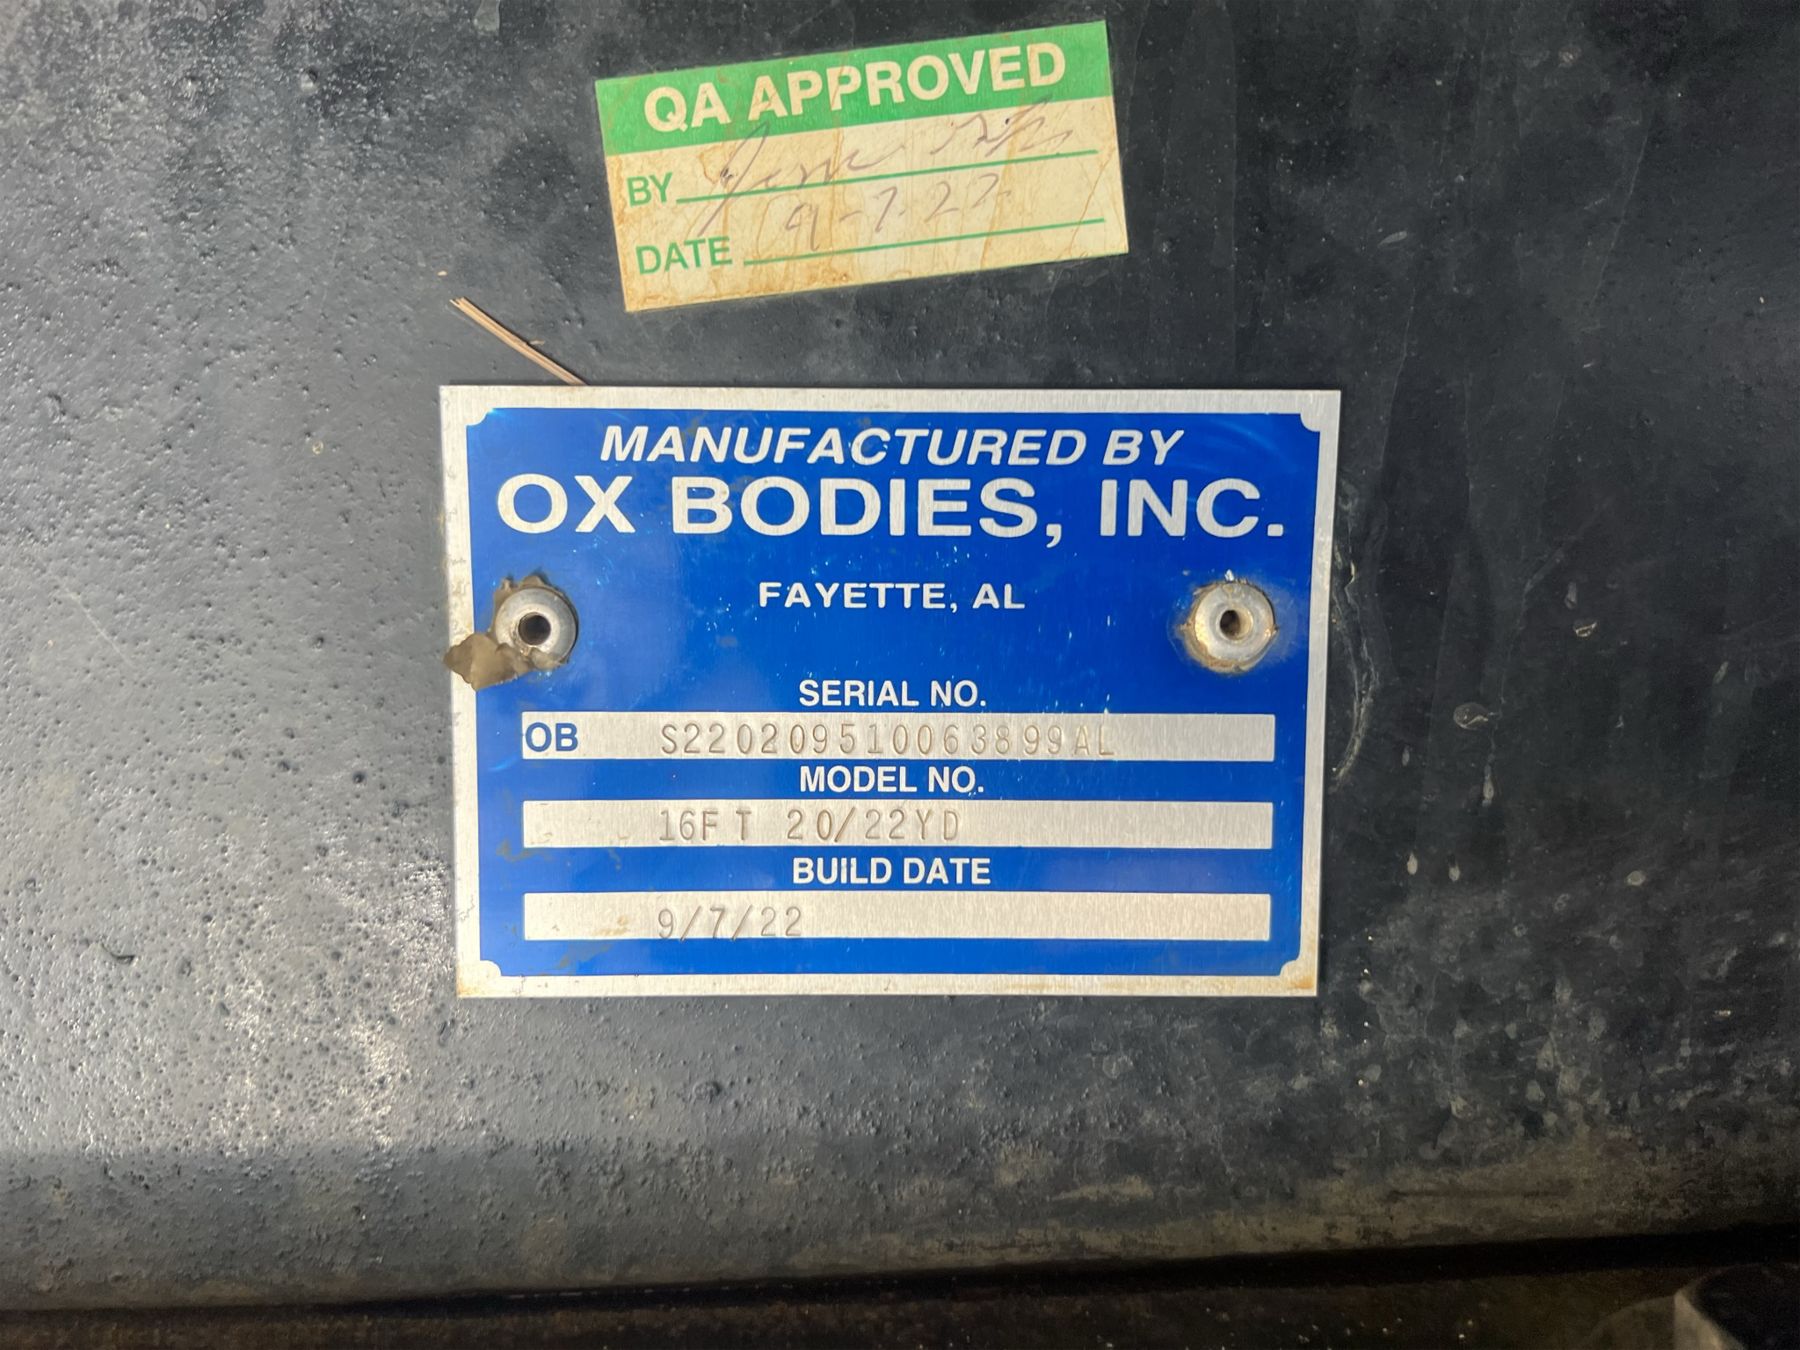 QA APPROVED
BY
DATE 9-7-22
MANUFACTURED BY
OX BODIES, INC.
FAYETTE, AL
SERIAL NO.
OB S220209510063899AL
MODEL NO.
16FT 20/22YD
BUILD DATE
9/7/22